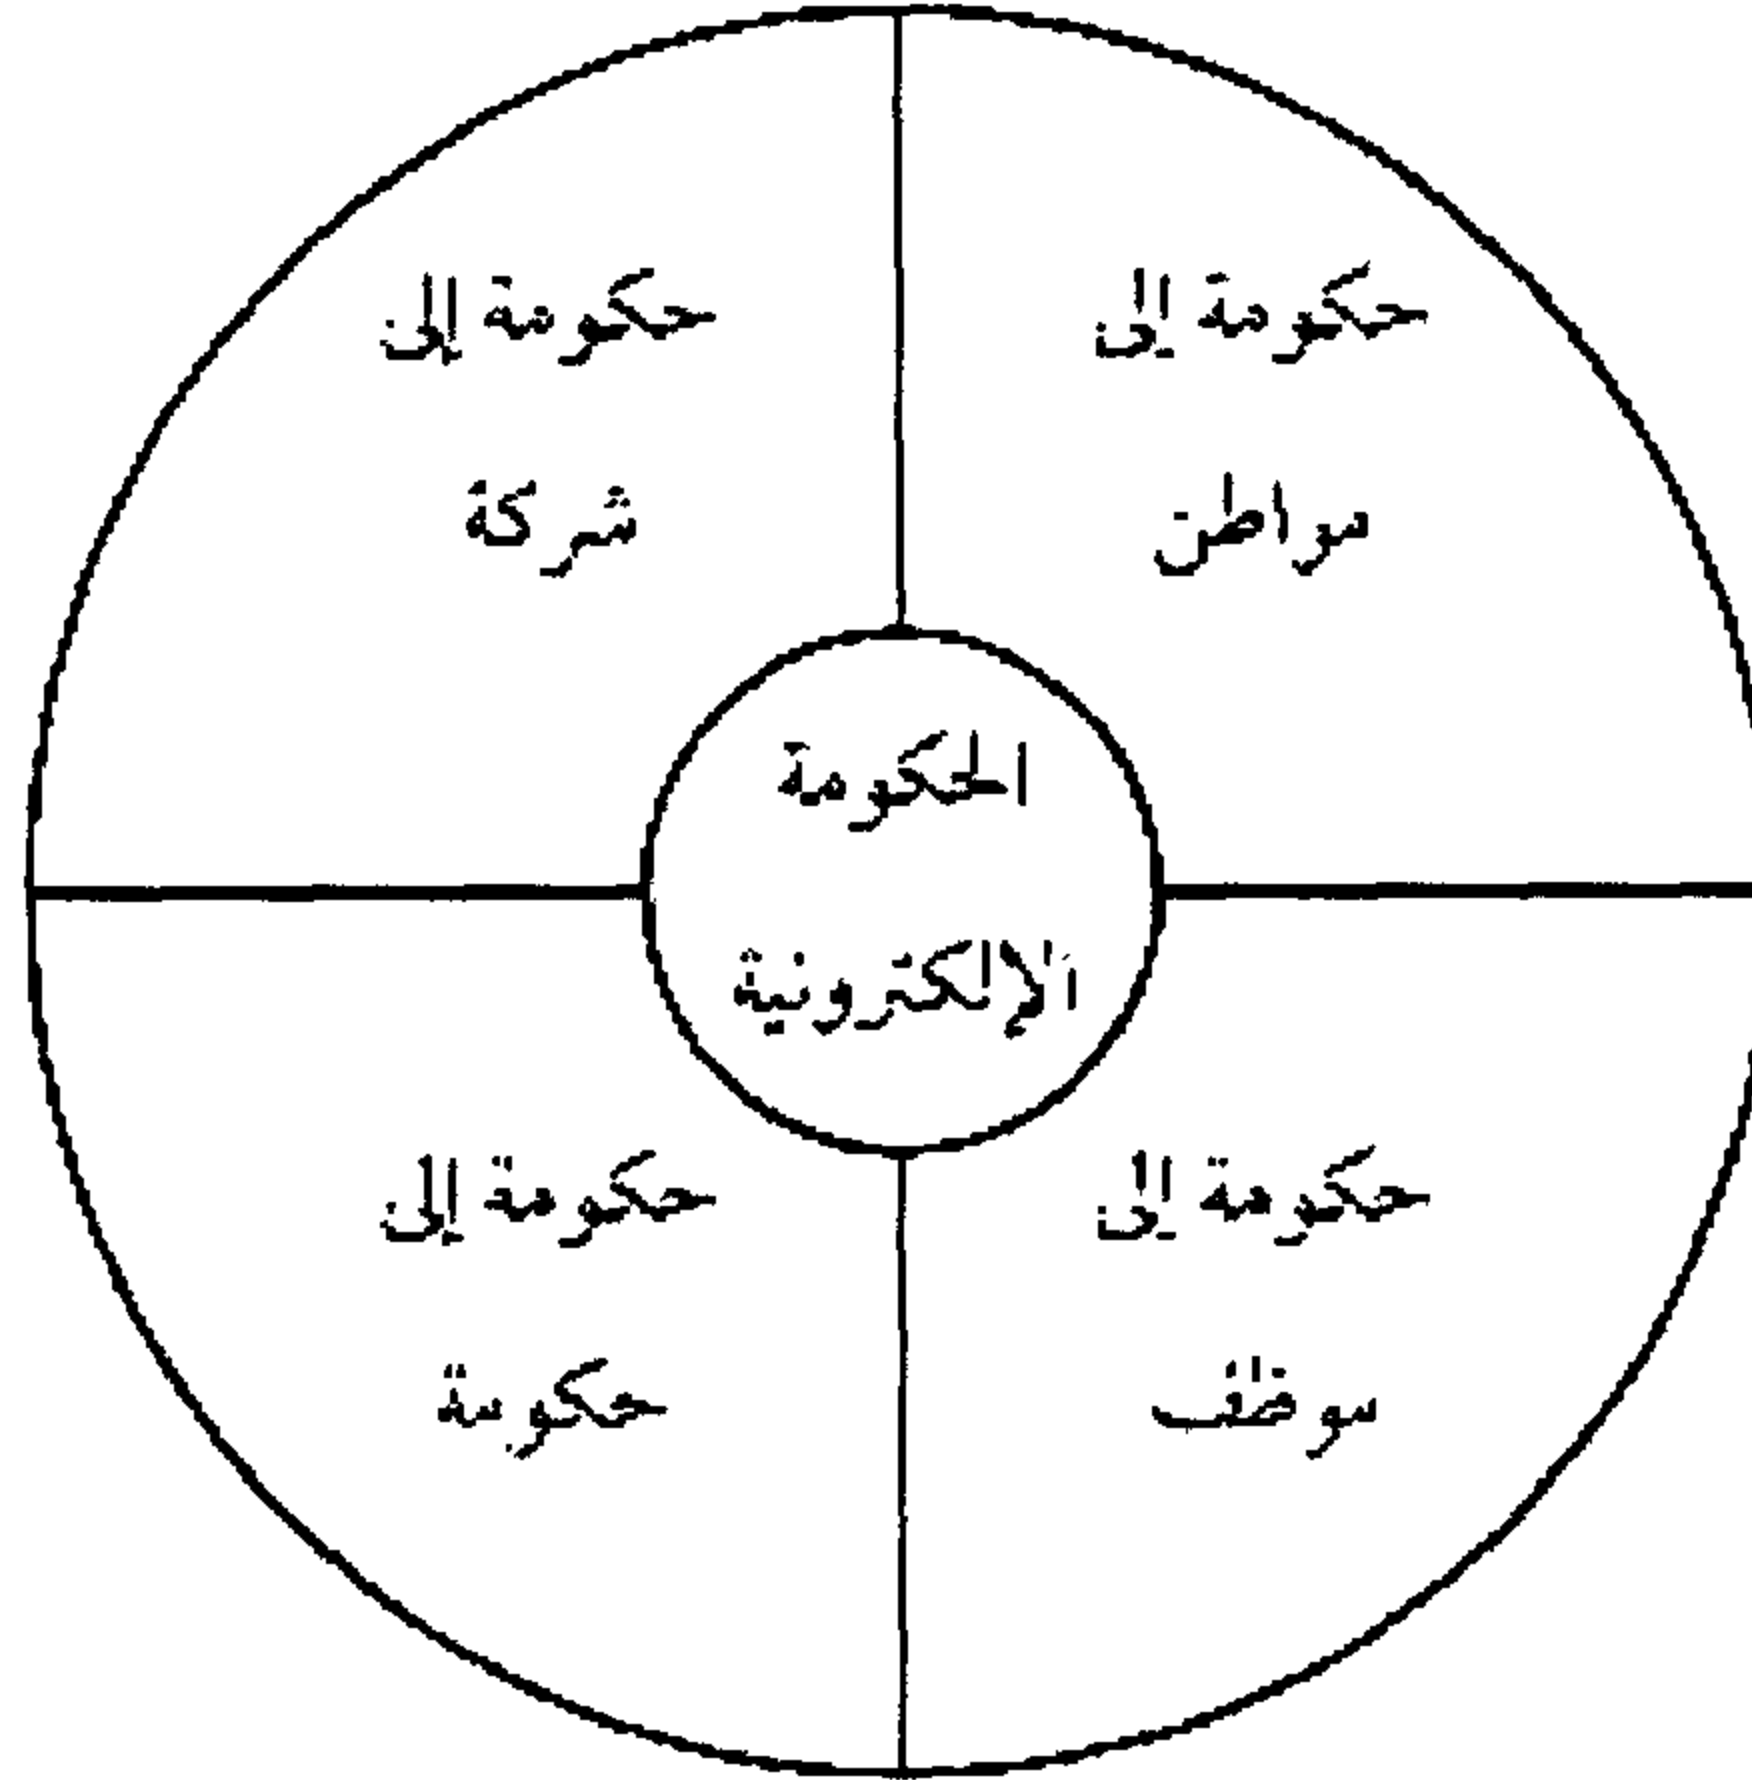 حكومة إلى
مواطن
حكومة إلى
شركة
الحكومة
الإلكترونية
حكومة إلى
موظف
حكومة إلى
حكومة